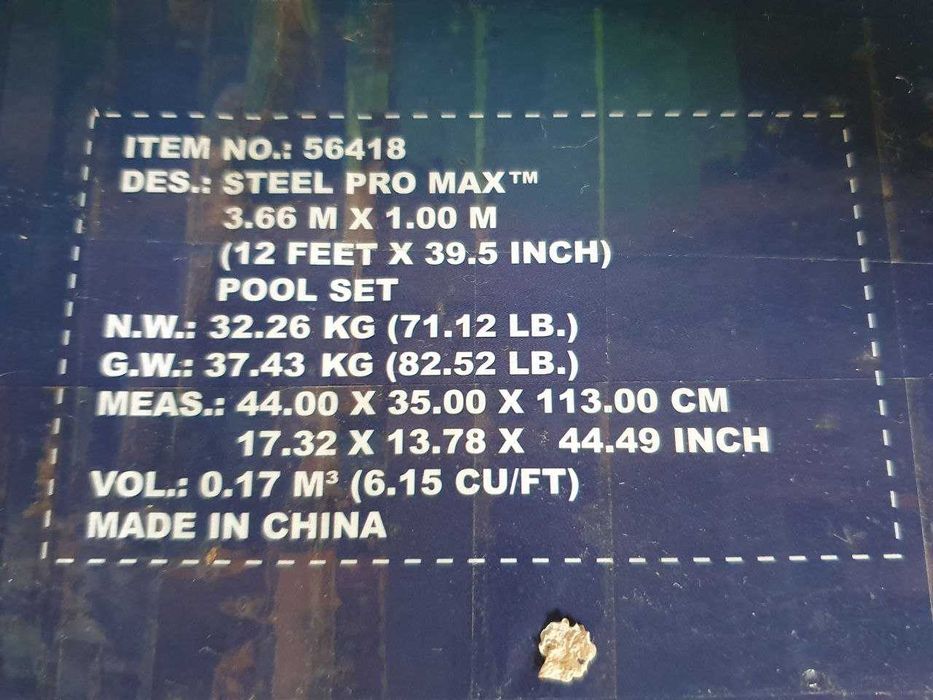 ITEM NO.: 56418
DES.: STEEL PRO MAX™
3.66 M X 1.00 M
(12 FEET X 39.5 INCH)
POOL SET
N.W.: 32.26 KG (71.12 LB.)
G.W.: 37.43 KG (82.52 LB.)
MEAS.: 44.00 X 35.00 X 113.00 CM
17.32 X 13.78 X 44.49 INCH
VOL.: 0.17 M³ (6.15 CU/FT)
MADE IN CHINA